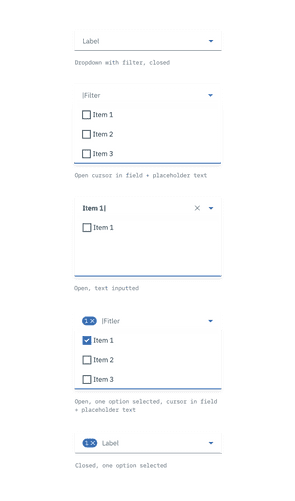 Label
Dropdown with filter, closed
|Filter
Item 1
Item 2
Item 3
Open cursor in field + placeholder text
Item 1|
Item 1
Open, text inputted
1 × |Fitler
Item 1
Item 2
Item 3
Open, one option selected, cursor in field
+ placeholder text
1 × Label
Closed, one option selected